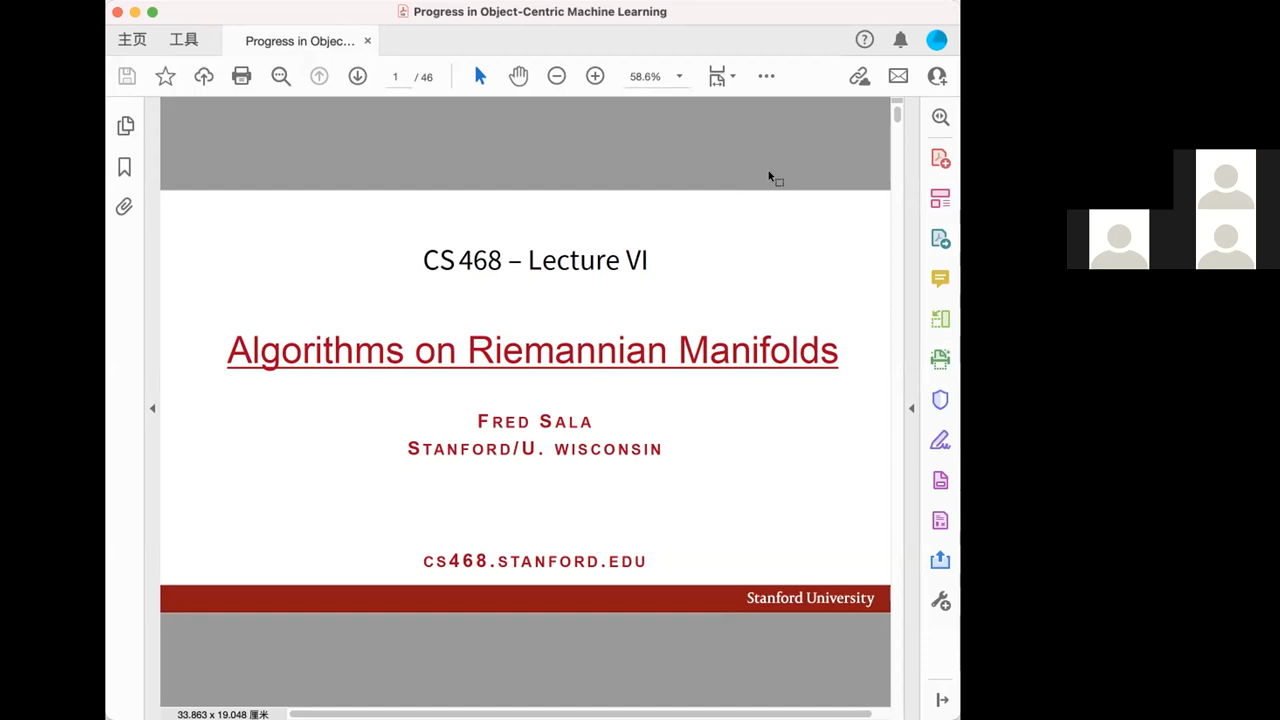 Progress in Object-Centric Machine Learning
主页 工具 Progress in Objec... ×
1 / 46 58.6%
CS 468 – Lecture VI
Algorithms on Riemannian Manifolds
FRED SALA
STANFORD/U. WISCONSIN
CS468.STANFORD.EDU
Stanford University
33.863 x 19.048 厘米